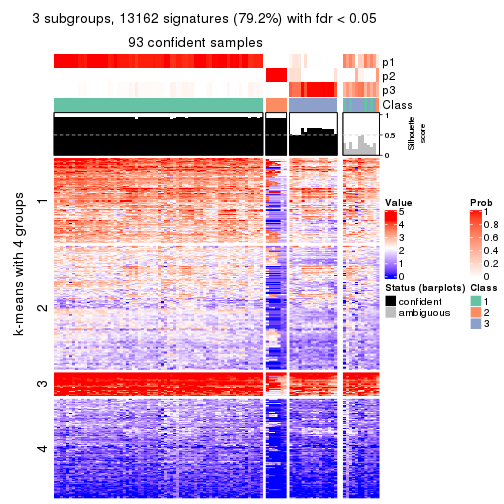 3 subgroups, 13162 signatures (79.2%) with fdr < 0.05
93 confident samples
p1
p2
p3
Class
1
0.5
0
Silhouette
score
k-means with 4 groups
1
2
3
4
Value
5
4
3
2
1
0
Prob
1
0.8
0.6
0.4
0.2
0
Status (barplots)
confident
ambiguous
Class
1
2
3